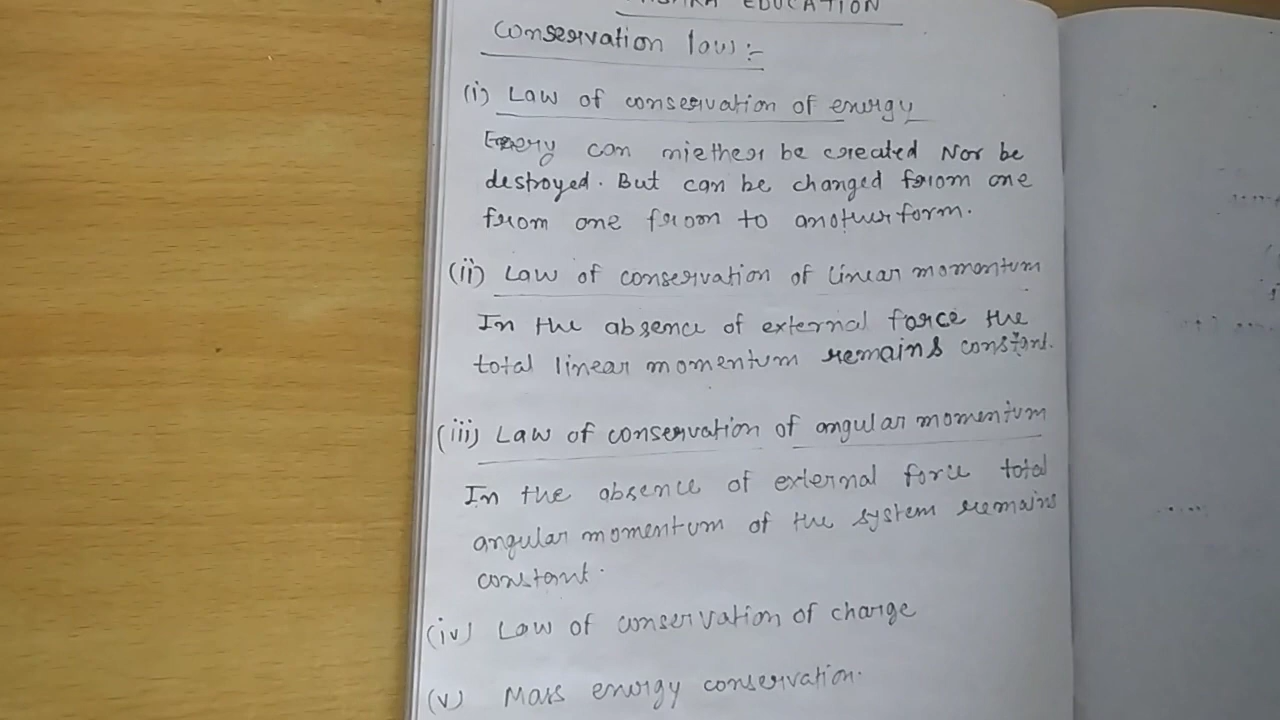 EDUCATION
Conservation law :-
(i) Law of conservation of energy
Enery can niether be created Nor be
destroyed. But can be changed from one
from one from to another form.
(ii) Law of conservation of linear momentum
In the absence of external force the
total linear momentum remains constant.
(iii) Law of conservation of angular momentum
In the absence of external force total
angular momentum of the system remains
constant.
(iv) Law of conservation of charge
(v) Mass energy conservation.